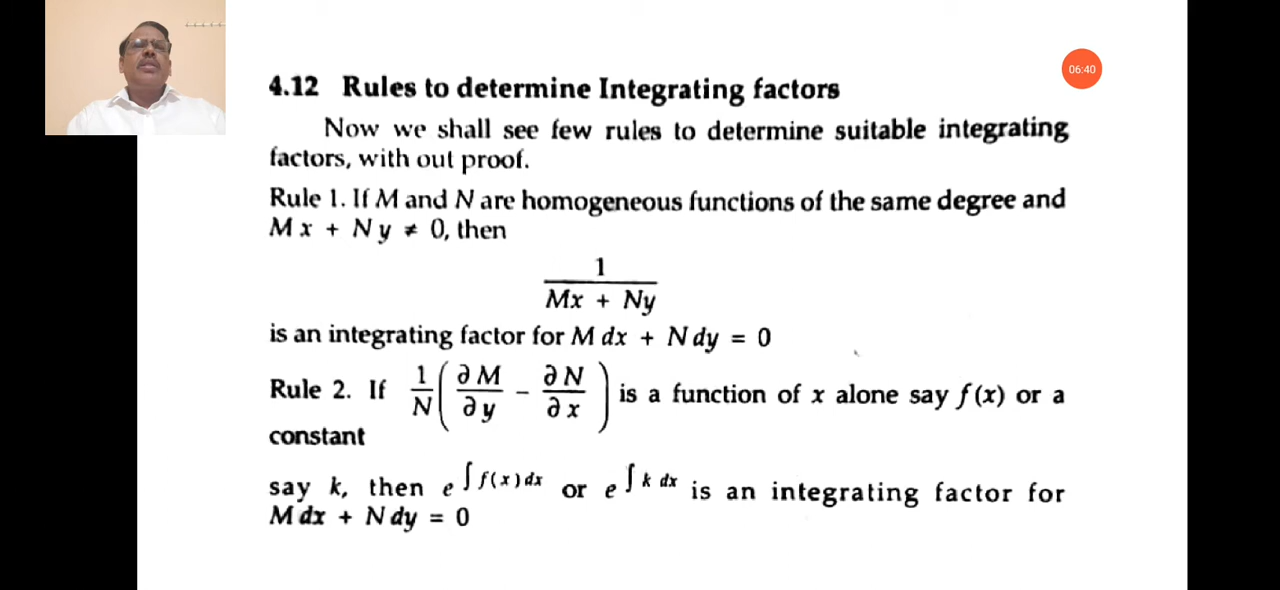 06:40
4.12 Rules to determine Integrating factors
Now we shall see few rules to determine suitable integrating
factors, with out proof.
Rule 1. If M and N are homogeneous functions of the same degree and
M x + N y ≠ 0, then
1
Mx + Ny
is an integrating factor for M dx + N dy = 0
Rule 2. If 1/N ( ∂M/∂y - ∂N/∂x ) is a function of x alone say f(x) or a
constant
say k, then e ∫ f(x) dx or e ∫ k dx is an integrating factor for
M dx + N dy = 0